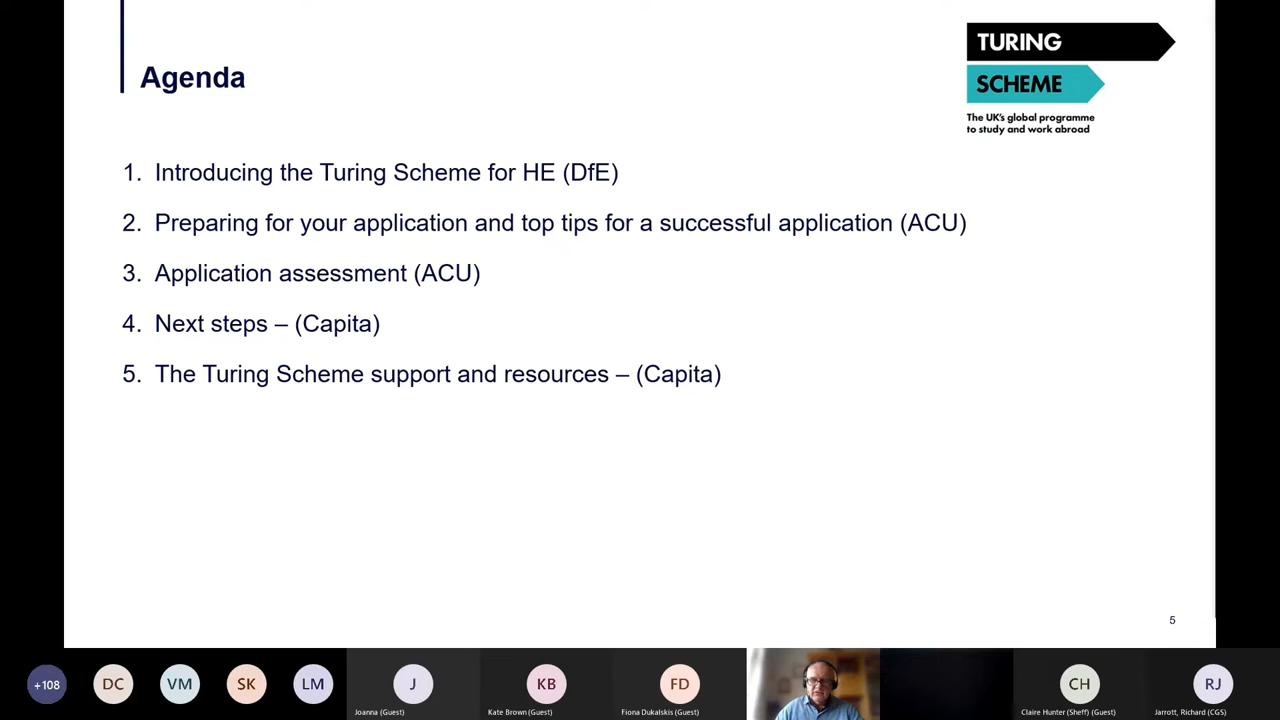 Agenda
TURING
SCHEME
The UK's global programme
to study and work abroad
1. Introducing the Turing Scheme for HE (DfE)
2. Preparing for your application and top tips for a successful application (ACU)
3. Application assessment (ACU)
4. Next steps – (Capita)
5. The Turing Scheme support and resources – (Capita)
5
+108
DC
VM
SK
LM
J
KB
FD
CH
RJ
Joanna (Guest)
Kate Brown (Guest)
Fiona Dukalskis (Guest)
Claire Hunter (Sheff) (Guest)
Jarrott, Richard (CGS)